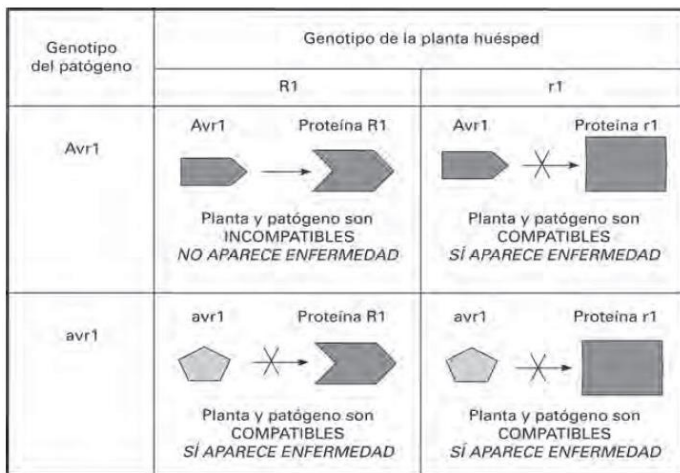 Genotipo
del patógeno
Genotipo de la planta huésped
R1
r1
Avr1
Avr1
Proteína R1
Planta y patógeno son
INCOMPATIBLES
NO APARECE ENFERMEDAD
Avr1
Proteína r1
Planta y patógeno son
COMPATIBLES
SÍ APARECE ENFERMEDAD
avr1
avr1
Proteína R1
Planta y patógeno son
COMPATIBLES
SÍ APARECE ENFERMEDAD
avr1
Proteína r1
Planta y patógeno son
COMPATIBLES
SÍ APARECE ENFERMEDAD